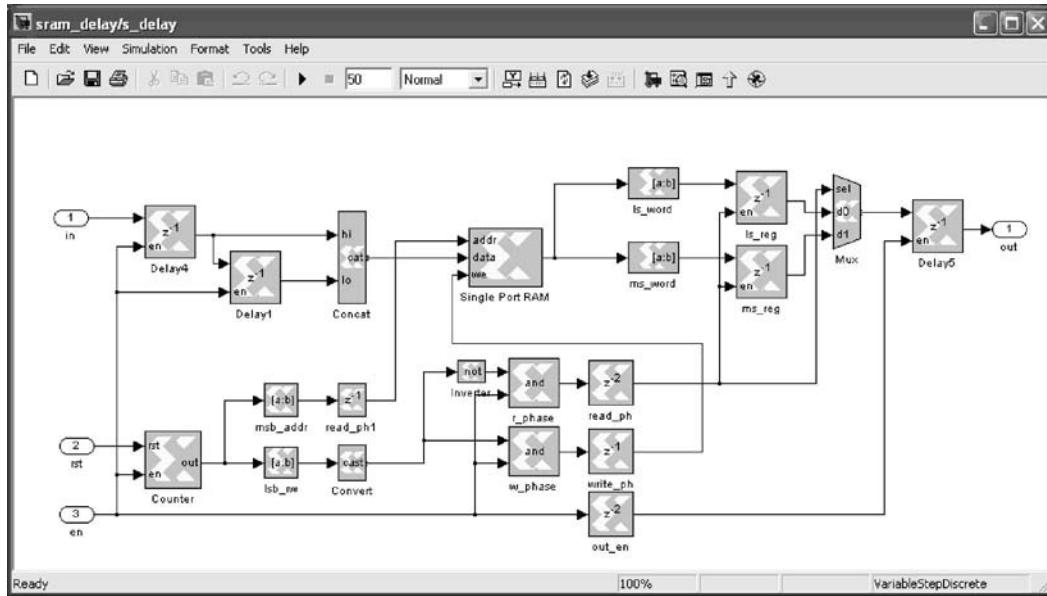 sram_delay/s_delay
File Edit View Simulation Format Tools Help
50 Normal
1
in
z-1
en
Delay4
z-1
en
Delay1
hi
cat
lo
Concat
addr
data
we
Single Port RAM
[a:b]
ls_word
[a:b]
ms_word
z-1
en
ls_reg
z-1
en
ms_reg
sel
d0
d1
Mux
z-1
en
Delay5
1
out
2
rst
3
en
rst
out
en
Counter
[a:b]
msb_addr
z-1
read_ph1
[a:b]
lsb_rw
cast
Convert
not
Inverter
and
r_phase
z-2
read_ph
and
w_phase
z-1
write_ph
z-2
out_en
Ready 100% VariableStepDiscrete